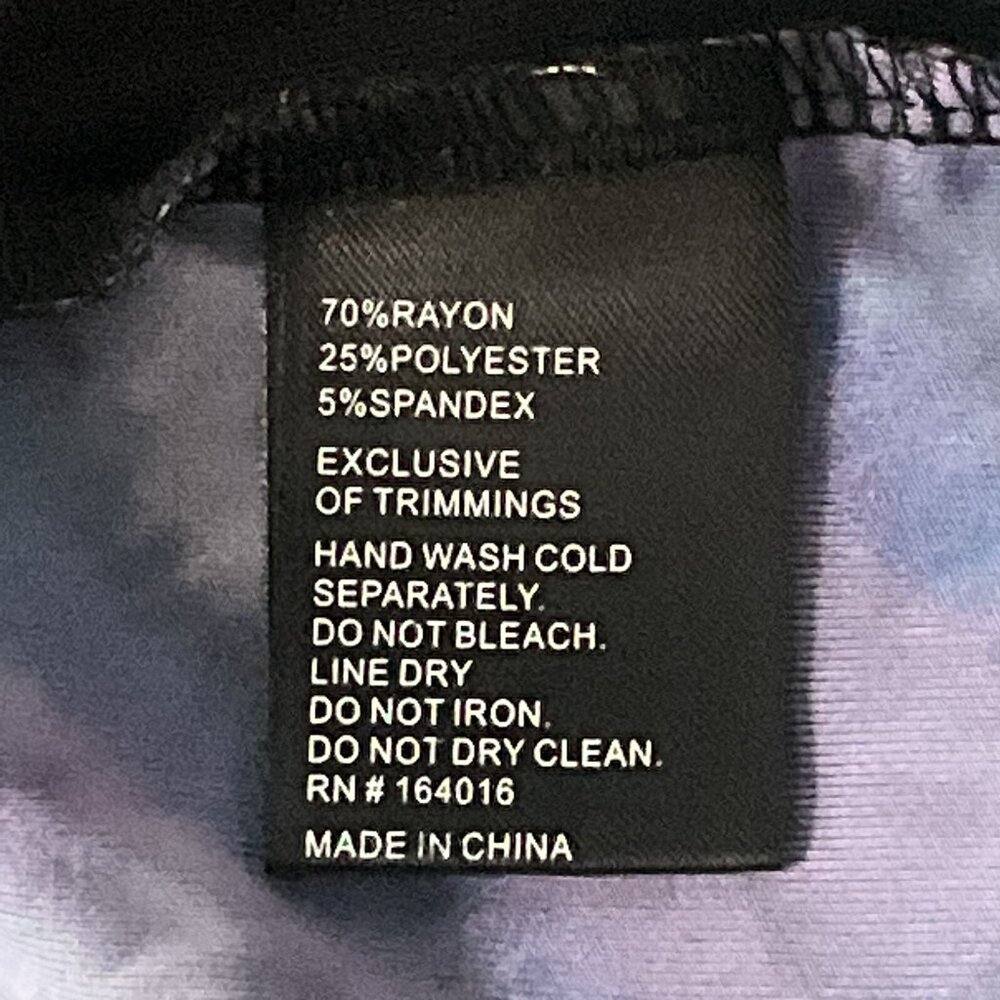 70%RAYON
25%POLYESTER
5%SPANDEX
EXCLUSIVE
OF TRIMMINGS
HAND WASH COLD
SEPARATELY.
DO NOT BLEACH.
LINE DRY
DO NOT IRON.
DO NOT DRY CLEAN.
RN # 164016
MADE IN CHINA